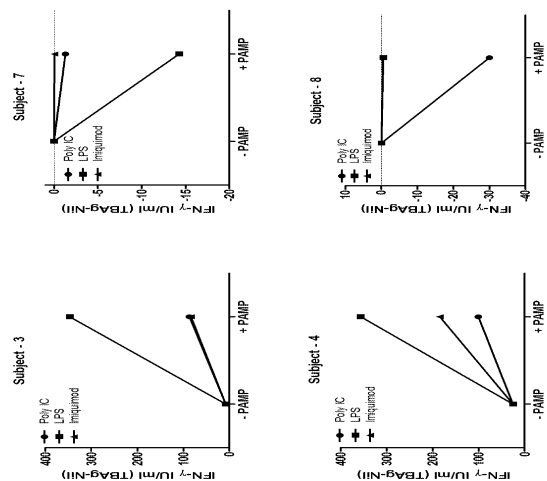 Subject - 3
Poly IC
LPS
Imiquimod
IFN-γ IU/ml (TBAg-Nil)
400
300
200
100
0
- PAMP
+ PAMP
Subject - 7
Poly IC
LPS
Imiquimod
IFN-γ IU/ml (TBAg-Nil)
-0
-5
-10
-15
-20
- PAMP
+ PAMP
Subject - 4
Poly IC
LPS
Imiquimod
IFN-γ IU/ml (TBAg-Nil)
400
300
200
100
0
- PAMP
+ PAMP
Subject - 8
Poly IC
LPS
Imiquimod
IFN-γ IU/ml (TBAg-Nil)
10
0
-10
-20
-30
-40
- PAMP
+ PAMP